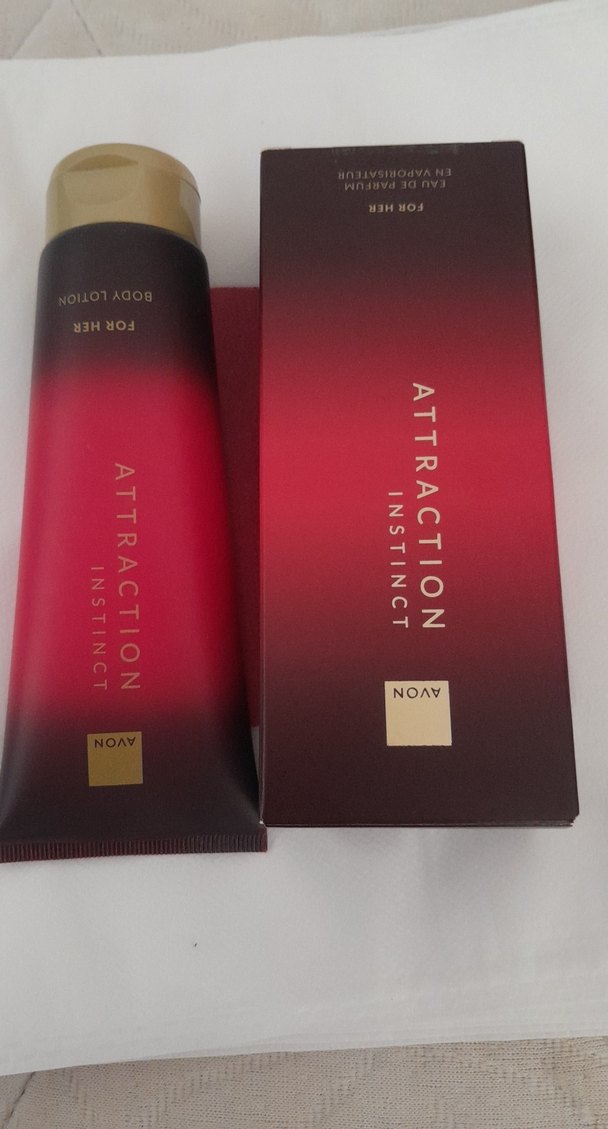 AVON
ATTRACTION
INSTINCT
FOR HER
BODY LOTION
AVON
ATTRACTION
INSTINCT
FOR HER
EAU DE PARFUM
EN VAPORISATEUR